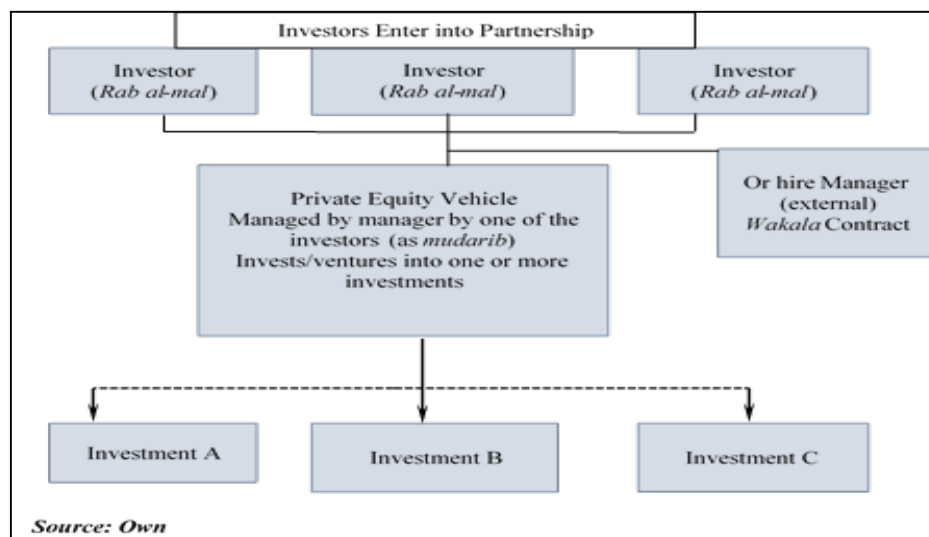 Investors Enter into Partnership
Investor
(Rab al-mal)
Investor
(Rab al-mal)
Investor
(Rab al-mal)
Private Equity Vehicle
Managed by manager by one of the
investors (as mudarib)
Invests/ventures into one or more
investments
Or hire Manager
(external)
Wakala Contract
Investment A
Investment B
Investment C
Source: Own